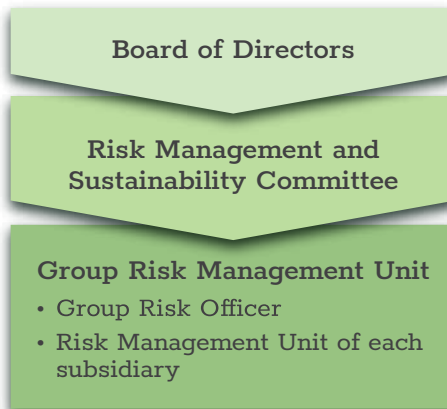 Board of Directors
Risk Management and
Sustainability Committee
Group Risk Management Unit
• Group Risk Officer
• Risk Management Unit of each
subsidiary